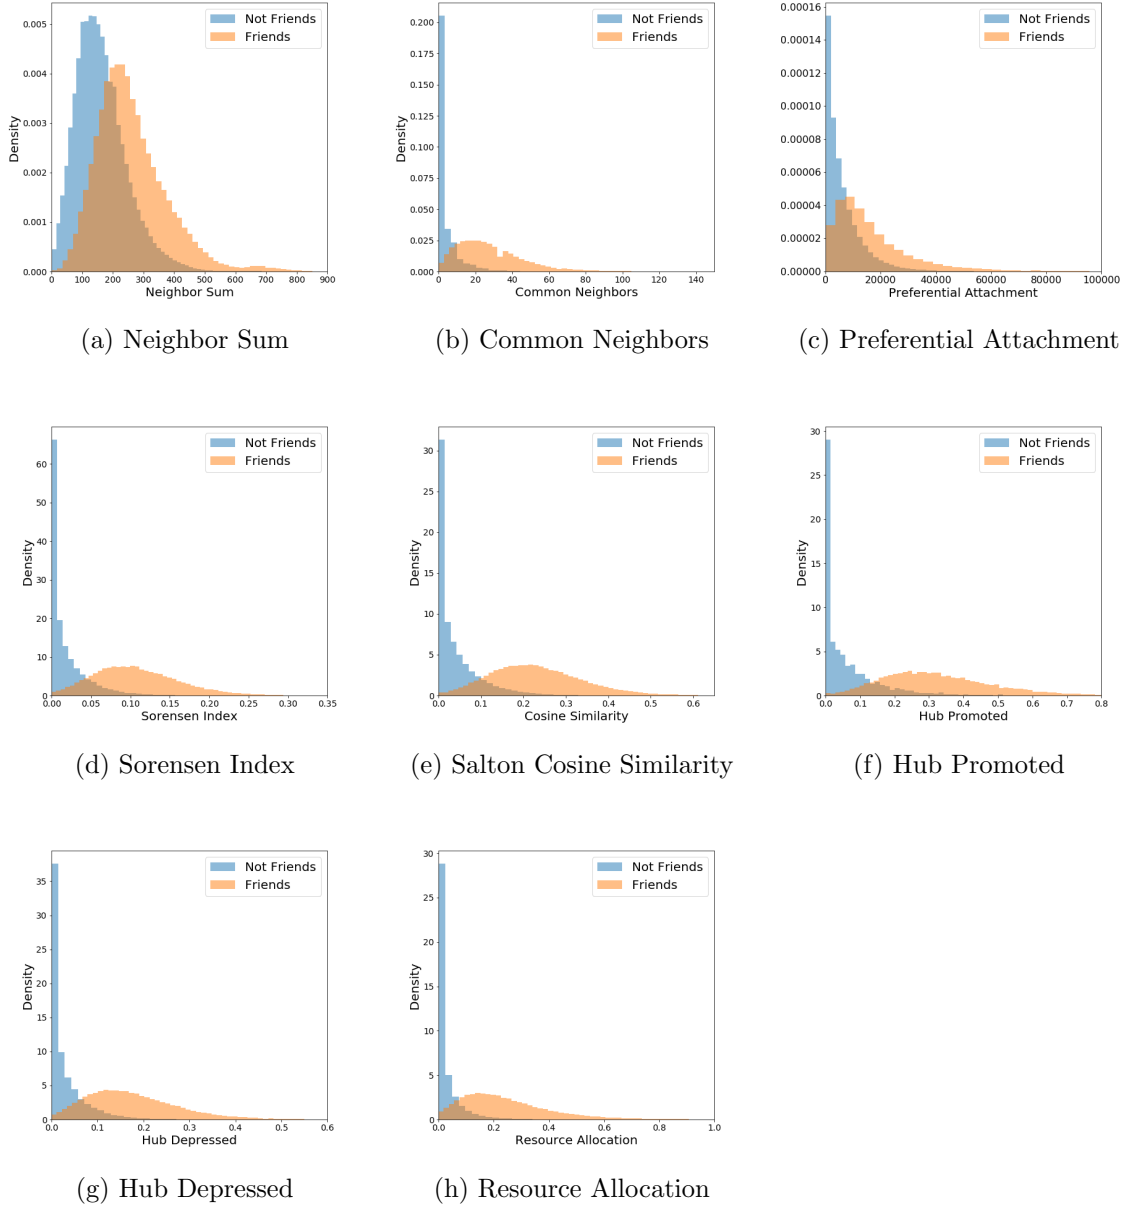 0.005
0.004
0.003
0.002
0.001
0.000
Density
0 100 200 300 400 500 600 700 800 900
Neighbor Sum
Not Friends
Friends
(a) Neighbor Sum
0.200
0.175
0.150
0.125
0.100
0.075
0.050
0.025
0.000
Density
0 20 40 60 80 100 120 140
Common Neighbors
Not Friends
Friends
(b) Common Neighbors
0.00016
0.00014
0.00012
0.00010
0.00008
0.00006
0.00004
0.00002
0.00000
Density
0 20000 40000 60000 80000 100000
Preferential Attachment
Not Friends
Friends
(c) Preferential Attachment
60
50
40
30
20
10
0
Density
0.00 0.05 0.10 0.15 0.20 0.25 0.30 0.35
Sorensen Index
Not Friends
Friends
(d) Sorensen Index
30
25
20
15
10
5
0
Density
0.0 0.1 0.2 0.3 0.4 0.5 0.6
Cosine Similarity
Not Friends
Friends
(e) Salton Cosine Similarity
30
25
20
15
10
5
0
Density
0.0 0.1 0.2 0.3 0.4 0.5 0.6 0.7 0.8
Hub Promoted
Not Friends
Friends
(f) Hub Promoted
35
30
25
20
15
10
5
0
Density
0.0 0.1 0.2 0.3 0.4 0.5 0.6
Hub Depressed
Not Friends
Friends
(g) Hub Depressed
30
25
20
15
10
5
0
Density
0.0 0.2 0.4 0.6 0.8 1.0
Resource Allocation
Not Friends
Friends
(h) Resource Allocation